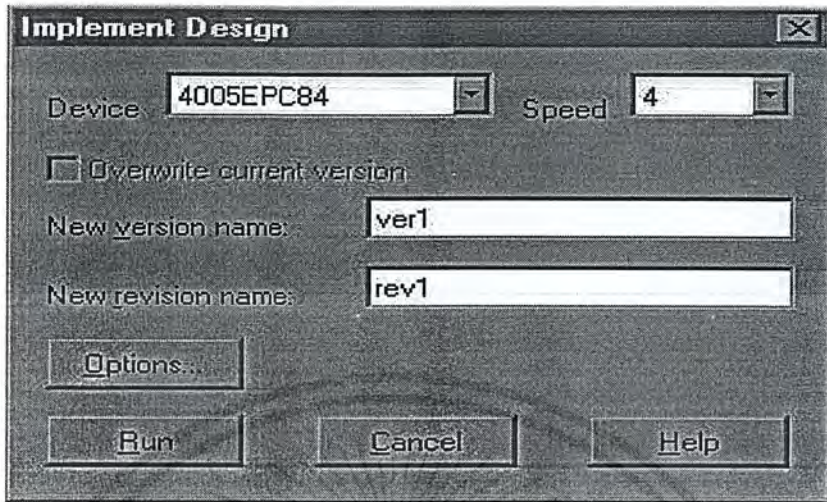 Implement Design
Device 4005EPC84 Speed 4
Overwrite current version
New version name: ver1
New revision name: rev1
Options...
Run Cancel Help